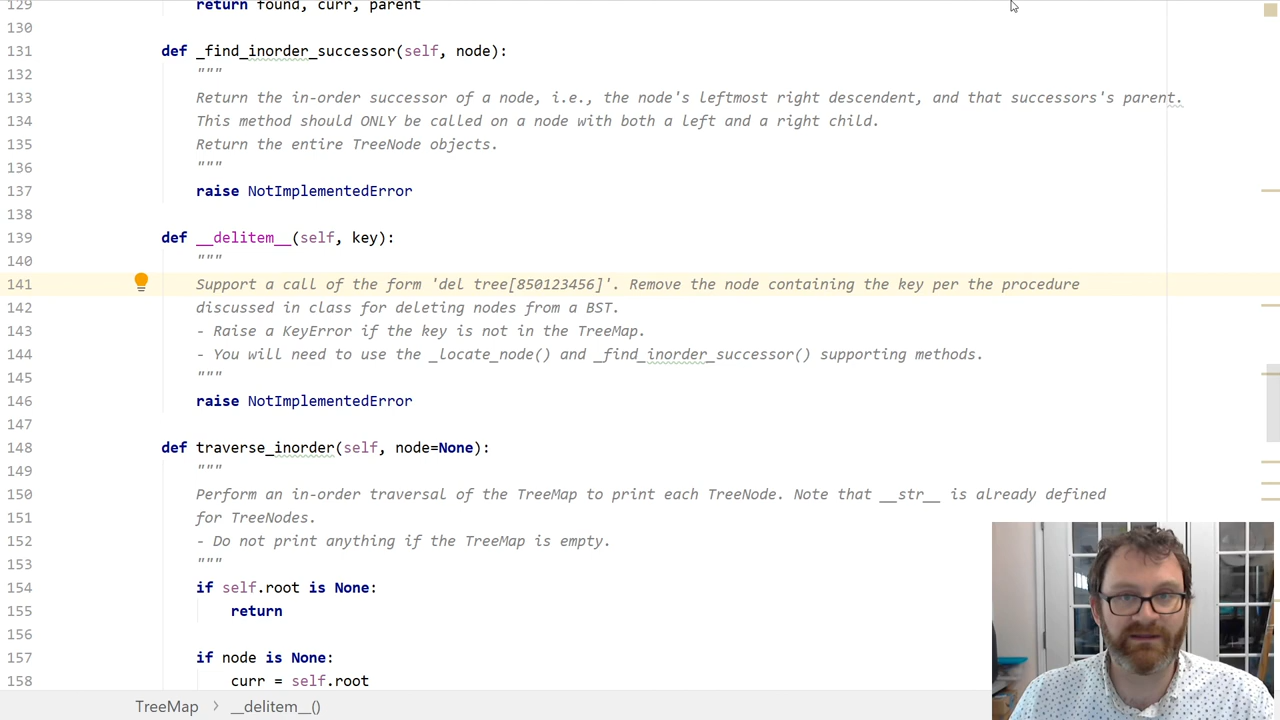 129 return found, curr, parent
130
131 def _find_inorder_successor(self, node):
132 """
133 Return the in-order successor of a node, i.e., the node's leftmost right descendent, and that successors's parent.
134 This method should ONLY be called on a node with both a left and a right child.
135 Return the entire TreeNode objects.
136 """
137 raise NotImplementedError
138
139 def __delitem__(self, key):
140 """
141 Support a call of the form 'del tree[850123456]'. Remove the node containing the key per the procedure
142 discussed in class for deleting nodes from a BST.
143 - Raise a KeyError if the key is not in the TreeMap.
144 - You will need to use the _locate_node() and _find_inorder_successor() supporting methods.
145 """
146 raise NotImplementedError
147
148 def traverse_inorder(self, node=None):
149 """
150 Perform an in-order traversal of the TreeMap to print each TreeNode. Note that __str__ is already defined
151 for TreeNodes.
152 - Do not print anything if the TreeMap is empty.
153 """
154 if self.root is None:
155 return
156
157 if node is None:
158 curr = self.root
TreeMap > __delitem__()